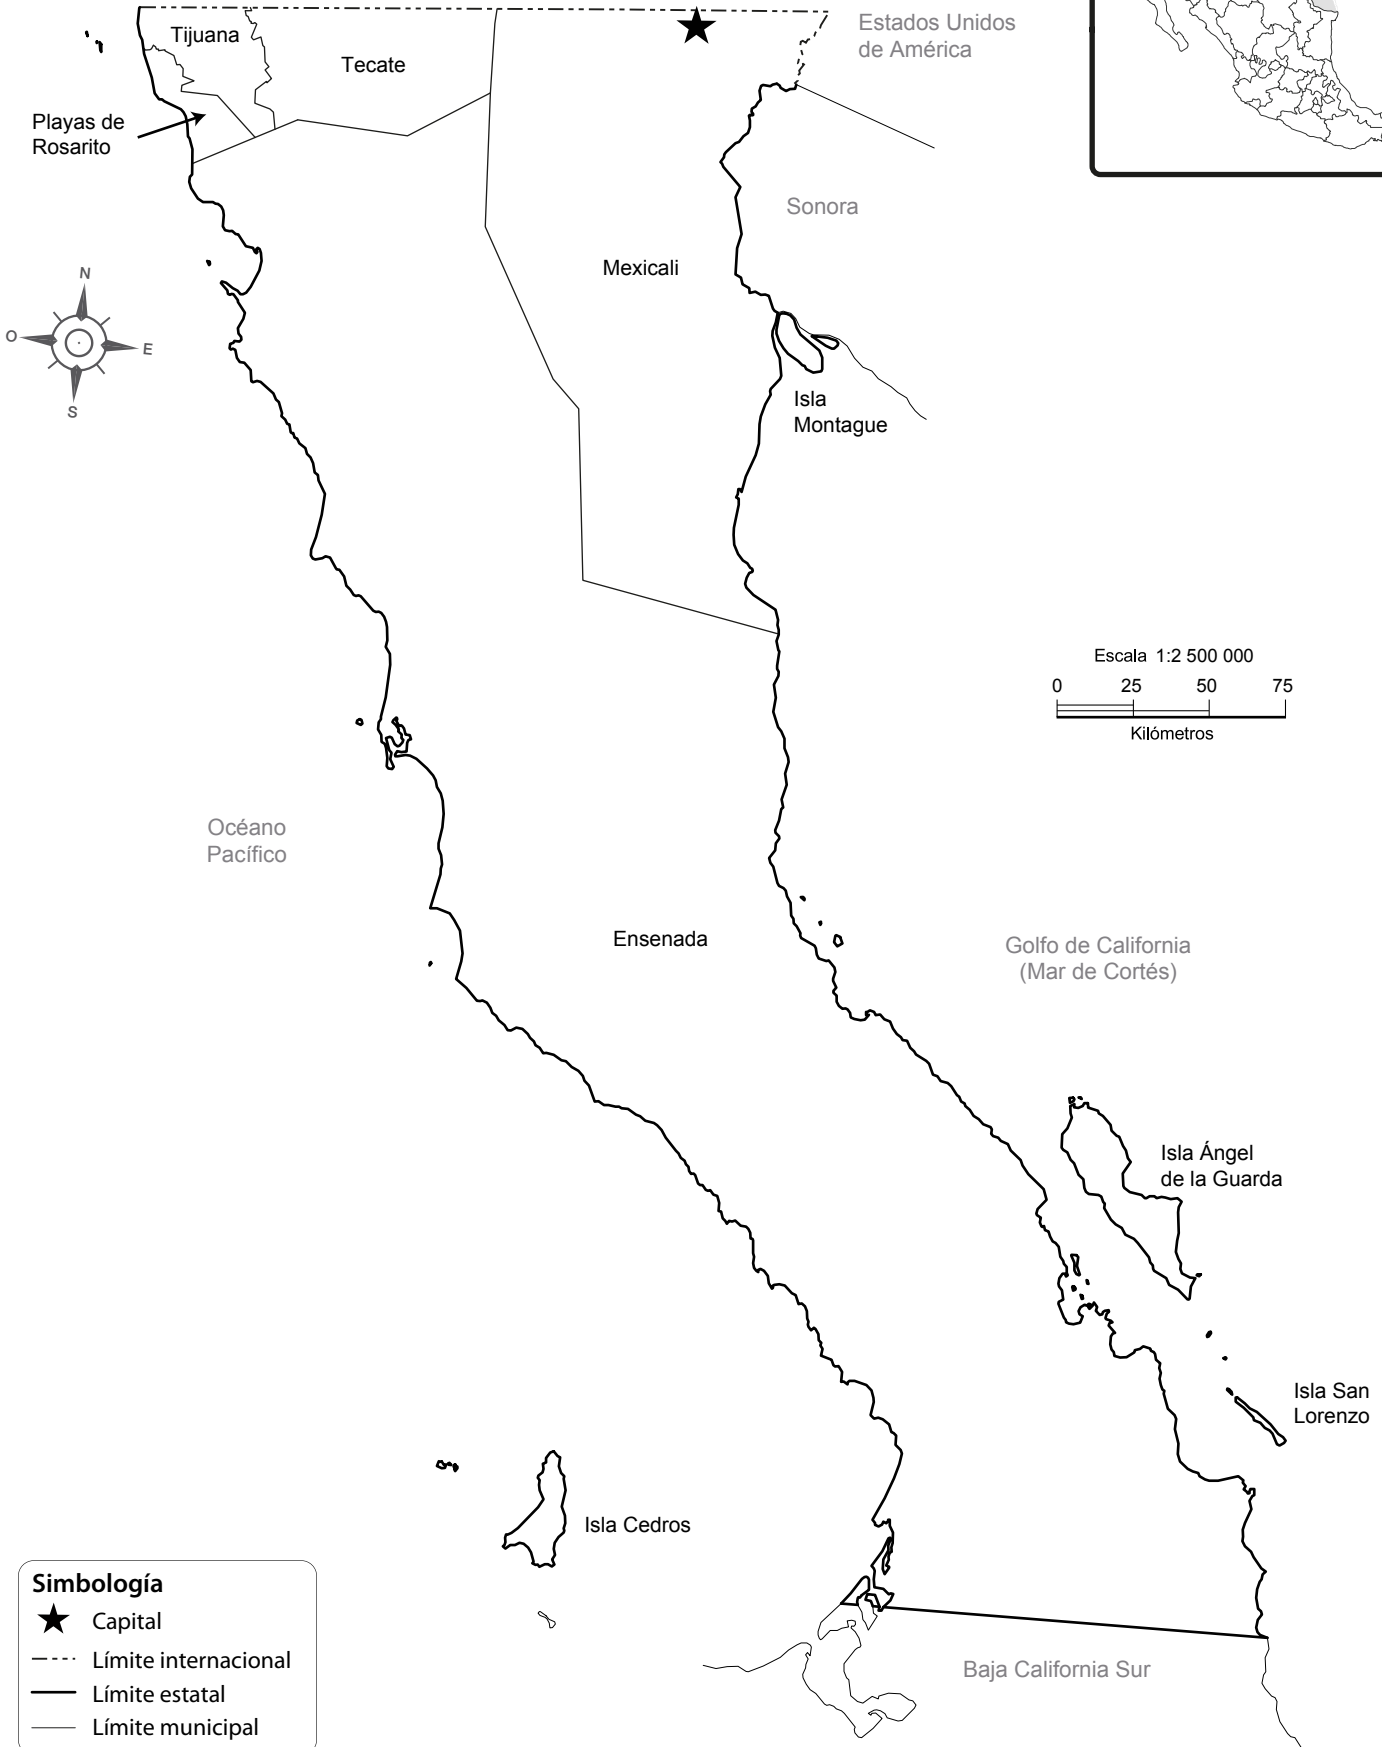 Tijuana
Tecate
Estados Unidos
de América
Playas de
Rosarito
Sonora
Mexicali
N
O
E
S
Isla
Montague
Escala 1:2 500 000
0 25 50 75
Kilómetros
Océano
Pacífico
Ensenada
Golfo de California
(Mar de Cortés)
Isla Ángel
de la Guarda
Isla San
Lorenzo
Isla Cedros
Simbología
Capital
Límite internacional
Límite estatal
Límite municipal
Baja California Sur